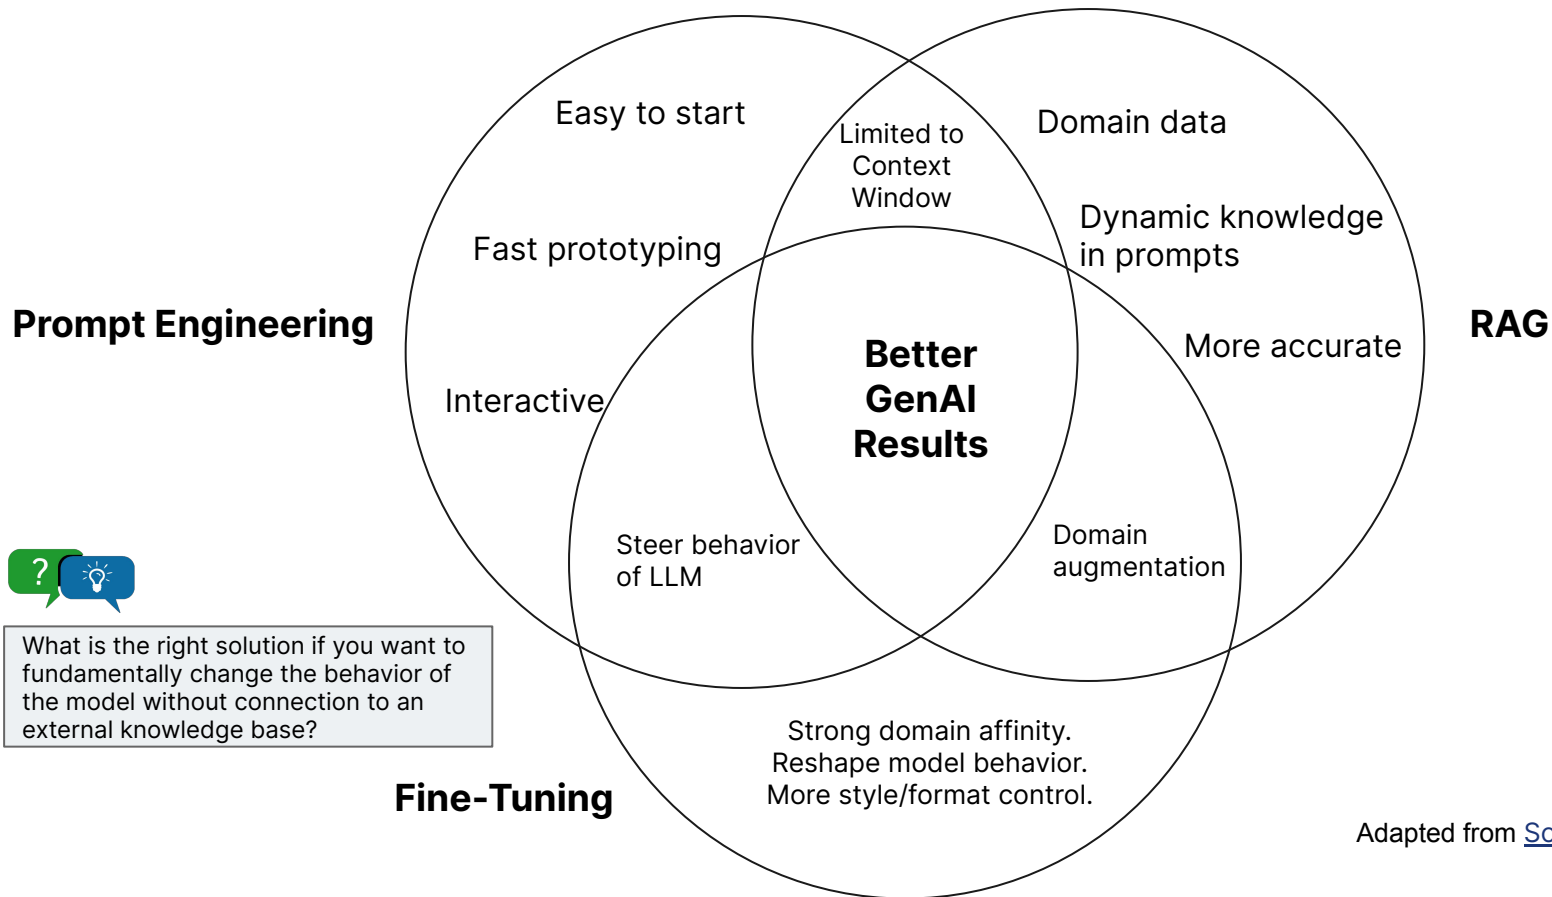 Easy to start
Limited to
Context
Window
Domain data
Fast prototyping
Dynamic knowledge
in prompts
Prompt Engineering
RAG
Better
GenAI
Results
More accurate
Interactive
Steer behavior
of LLM
Domain
augmentation
?
What is the right solution if you want to
fundamentally change the behavior of
the model without connection to an
external knowledge base?
Strong domain affinity.
Reshape model behavior.
More style/format control.
Fine-Tuning
Adapted from